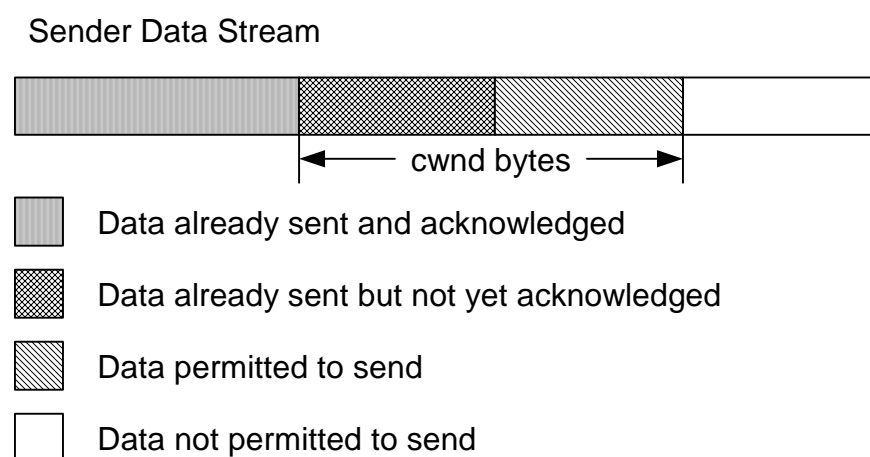 Sender Data Stream
cwnd bytes
Data already sent and acknowledged
Data already sent but not yet acknowledged
Data permitted to send
Data not permitted to send